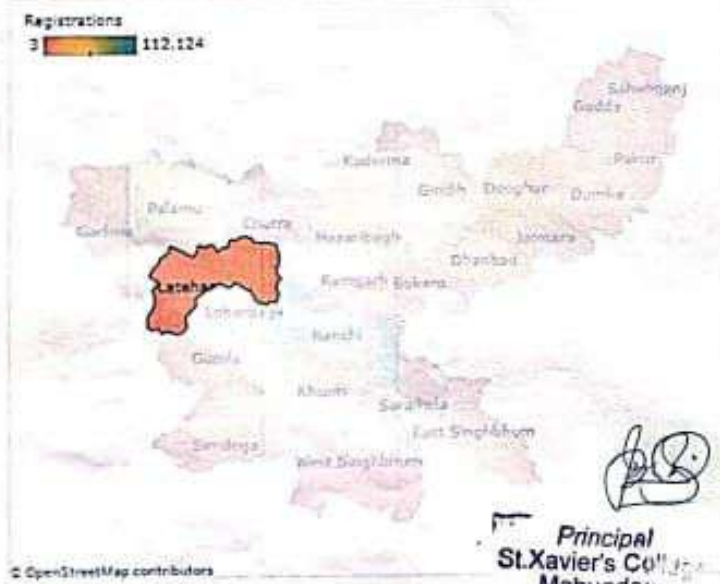 Registrations
3 112,124
Sahibganj
Godda
Koderma
Pakur
Giridih Deoghar Dumka
Palamu
Chatra
Garhwa
Hazaribagh
Jamtara
Dhanbad
Latehar
Ramgarh Bokaro
Lohardaga
Ranchi
Gumla
Khunti
Saraikela
East Singhbhum
Simdega
West Singhbhum
Principal
St.Xavier's
© OpenStreetMap contributors